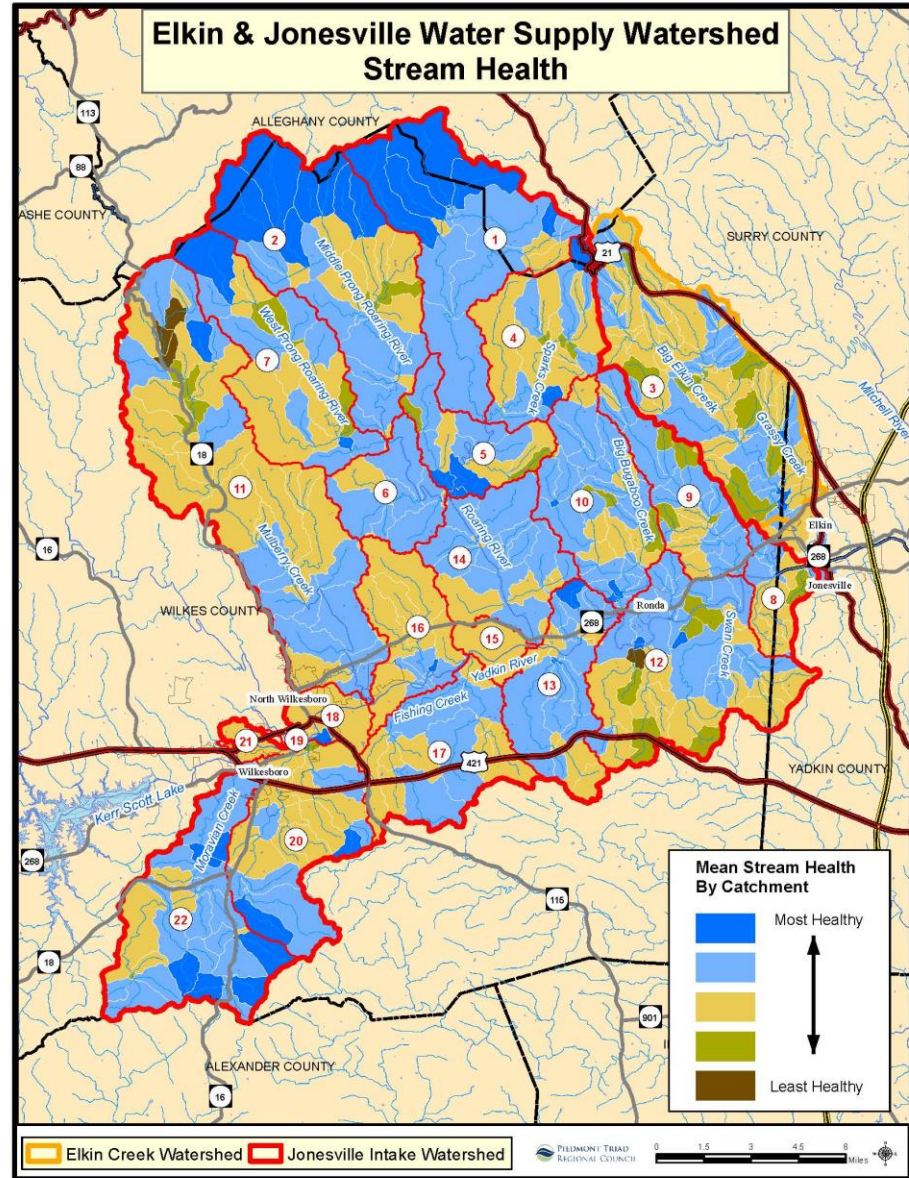 Elkin & Jonesville Water Supply Watershed
Stream Health
113
ALLEGHANY COUNTY
88
ASHE COUNTY
SURRY COUNTY
21
1
2
Middle Prong Roaring River
4
West Prong Roaring River
7
Sparks Creek
Big Elkin Creek
3
Mitchell River
Grassy Creek
18
5
11
6
10
Big Bugaboo Creek
9
Roaring River
16
Mulberry Creek
14
Elkin
268
Jonesville
8
WILKES COUNTY
Ronda
268
16
15
Swan Creek
12
Yadkin River
13
Fishing Creek
North Wilkesboro
18
21
19
17
421
Wilkesboro
YADKIN COUNTY
Kerr Scott Lake
Moravian Creek
268
20
115
22
18
901
ALEXANDER COUNTY
16
Mean Stream Health
By Catchment
Most Healthy
Least Healthy
Elkin Creek Watershed
Jonesville Intake Watershed
PIEDMONT TRIAD
REGIONAL COUNCIL
0 1.5 3 4.5 6
Miles